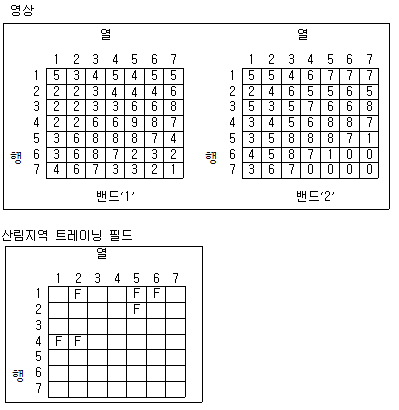 영상
열 열
1 2 3 4 5 6 7 1 2 3 4 5 6 7
1 5 3 4 5 4 5 5 1 5 5 4 6 7 7 7
2 2 2 3 4 4 4 6 2 2 4 6 5 5 6 5
3 2 2 3 3 6 6 8 3 5 3 5 7 6 6 8
4 2 2 6 6 9 8 7 4 3 4 5 6 8 8 7
5 3 6 8 8 8 7 4 5 3 5 8 8 8 7 1
행 6 3 6 8 7 2 3 2 행 6 4 5 8 7 1 0 0
7 4 6 7 3 3 2 1 7 3 6 7 0 0 0 0
밴드'1' 밴드'2'
산림지역 트레이닝 필드
열
1 2 3 4 5 6 7
1 F F F
2 F
3
4 F F
5
행 6
7